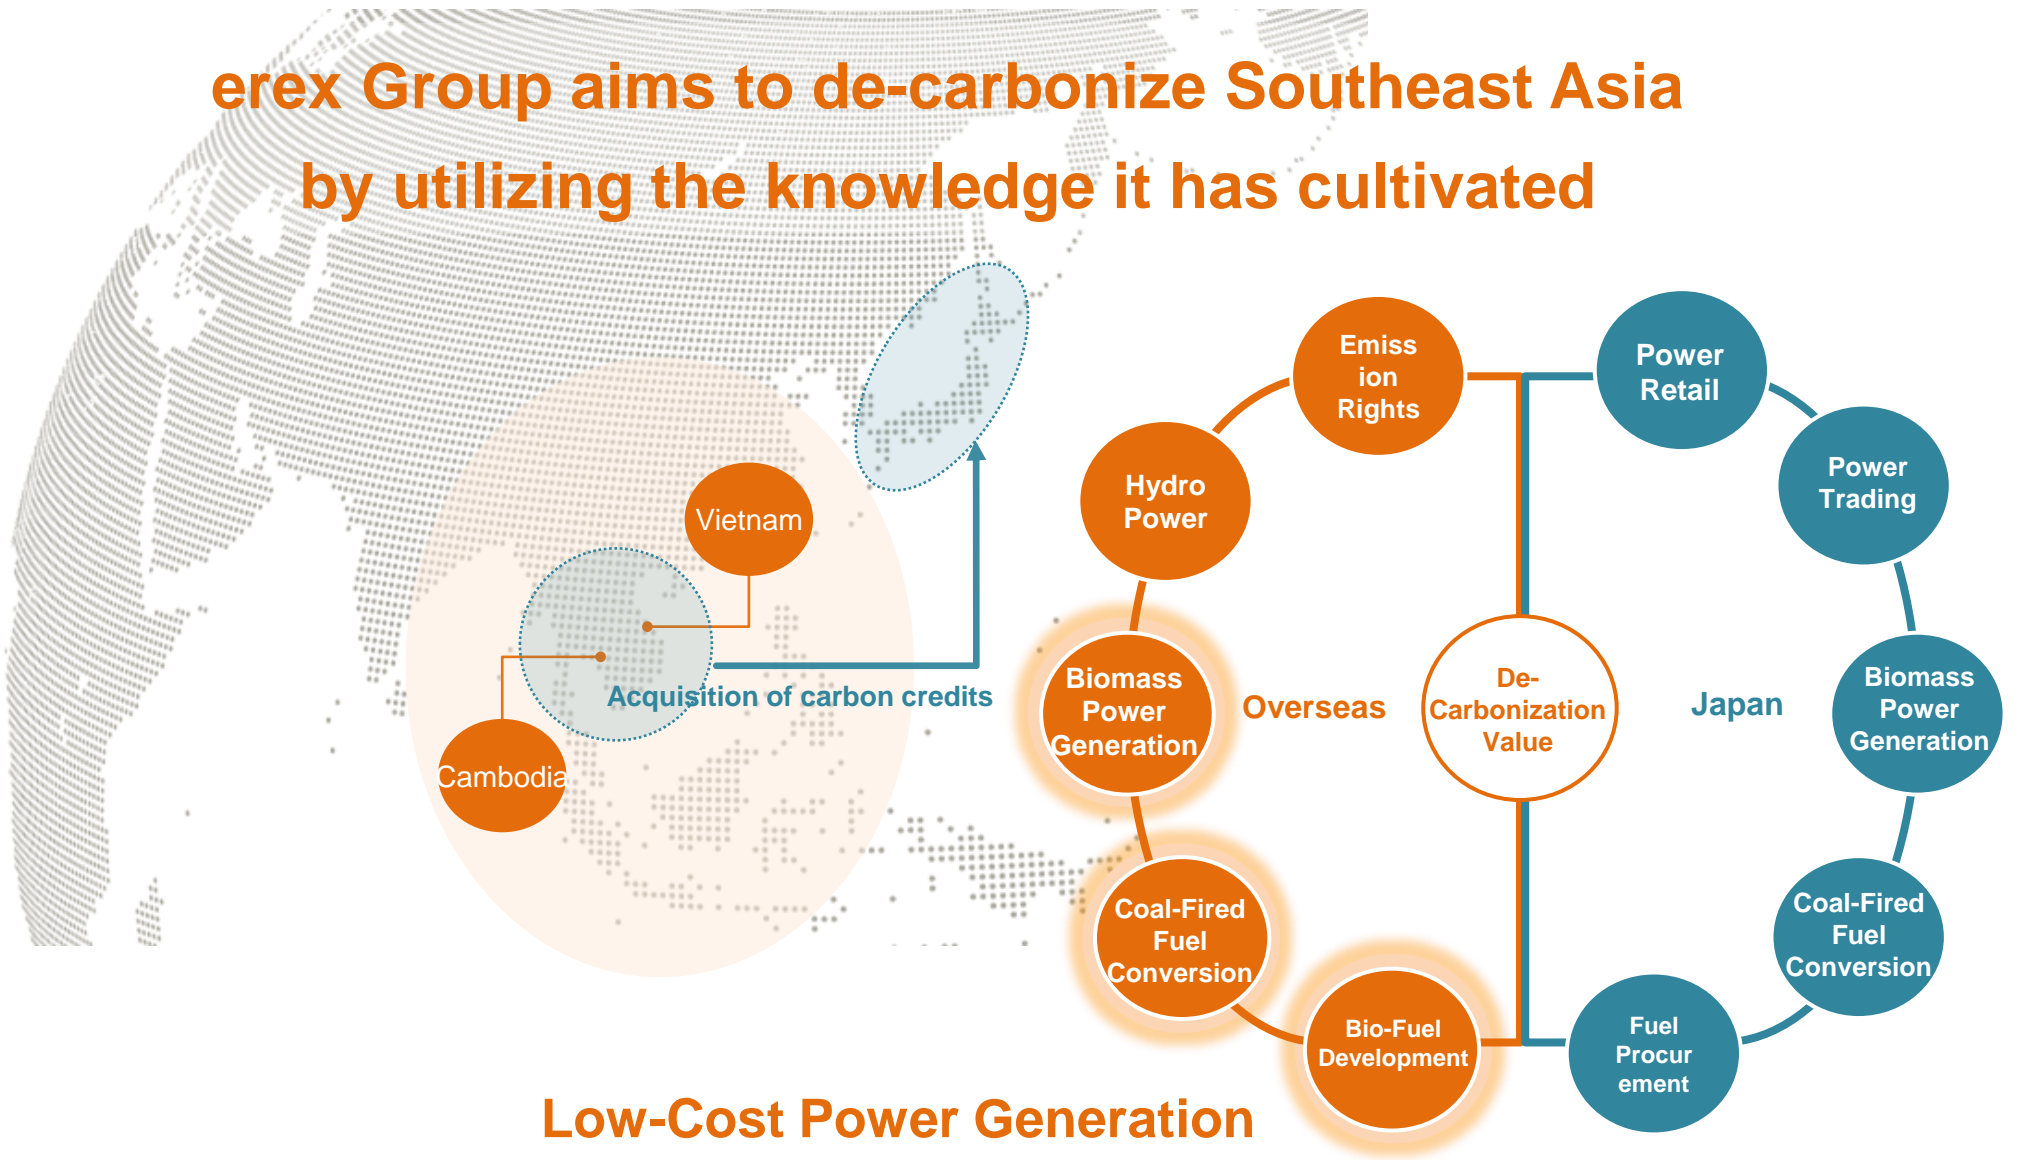 erex Group aims to de-carbonize Southeast Asia
by utilizing the knowledge it has cultivated
Vietnam
Acquisition of carbon credits
Cambodia
Emiss
ion
Rights
Hydro
Power
Biomass
Power
Generation
Overseas
Coal-Fired
Fuel
Conversion
Bio-Fuel
Development
De-
Carbonization
Value
Power
Retail
Power
Trading
Japan
Biomass
Power
Generation
Coal-Fired
Fuel
Conversion
Fuel
Procur
ement
Low-Cost Power Generation